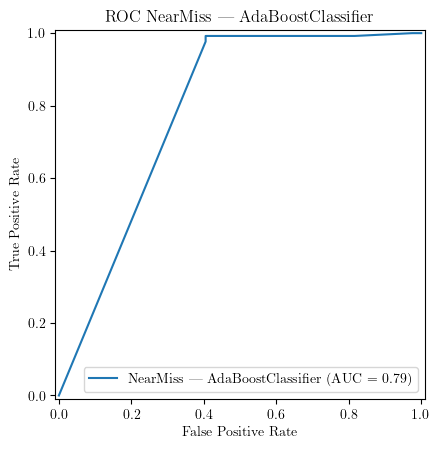 ROC NearMiss — AdaBoostClassifier
True Positive Rate
1.0
0.8
0.6
0.4
0.2
0.0
NearMiss — AdaBoostClassifier (AUC = 0.79)
0.0 0.2 0.4 0.6 0.8 1.0
False Positive Rate